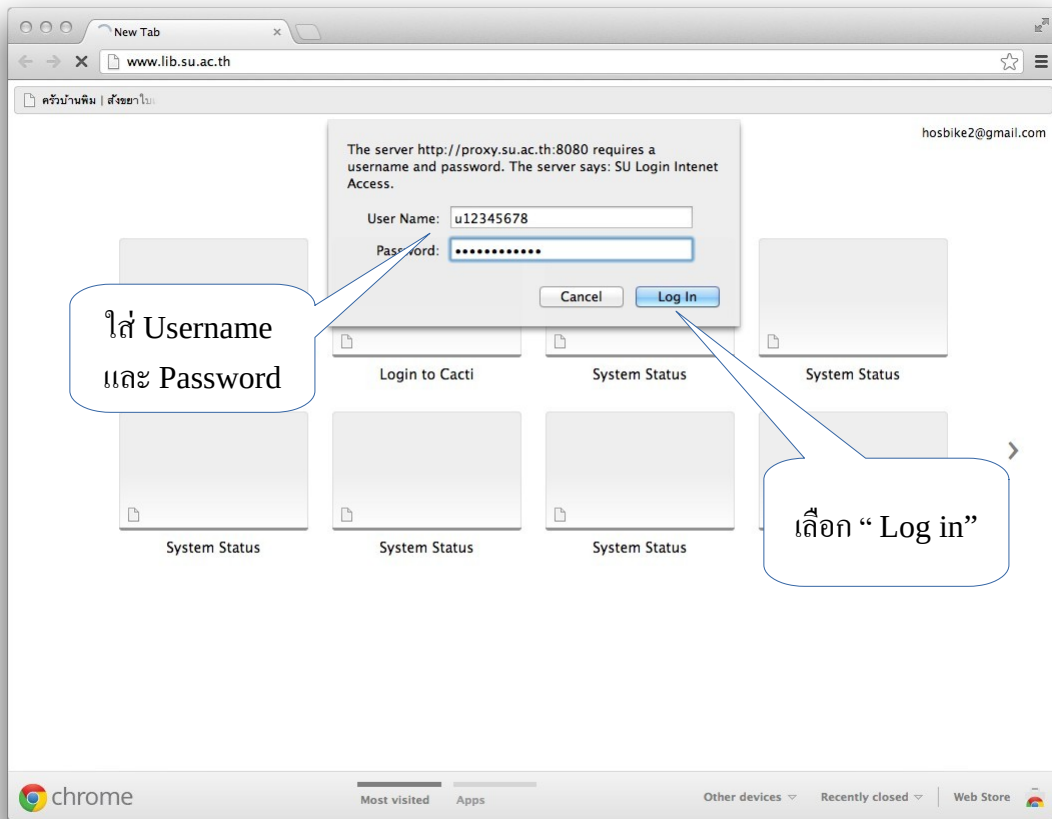 New Tab
www.lib.su.ac.th
ครัวบ้านพิม | สังขยาใบ
hosbike2@gmail.com
The server http://proxy.su.ac.th:8080 requires a
username and password. The server says: SU Login Intenet
Access.
User Name: u12345678
Password: ••••••••••••
Cancel Log In
ใส่ Username
และ Password
Login to Cacti System Status System Status
เลือก “ Log in”
System Status System Status System Status
chrome Most visited Apps Other devices Recently closed Web Store